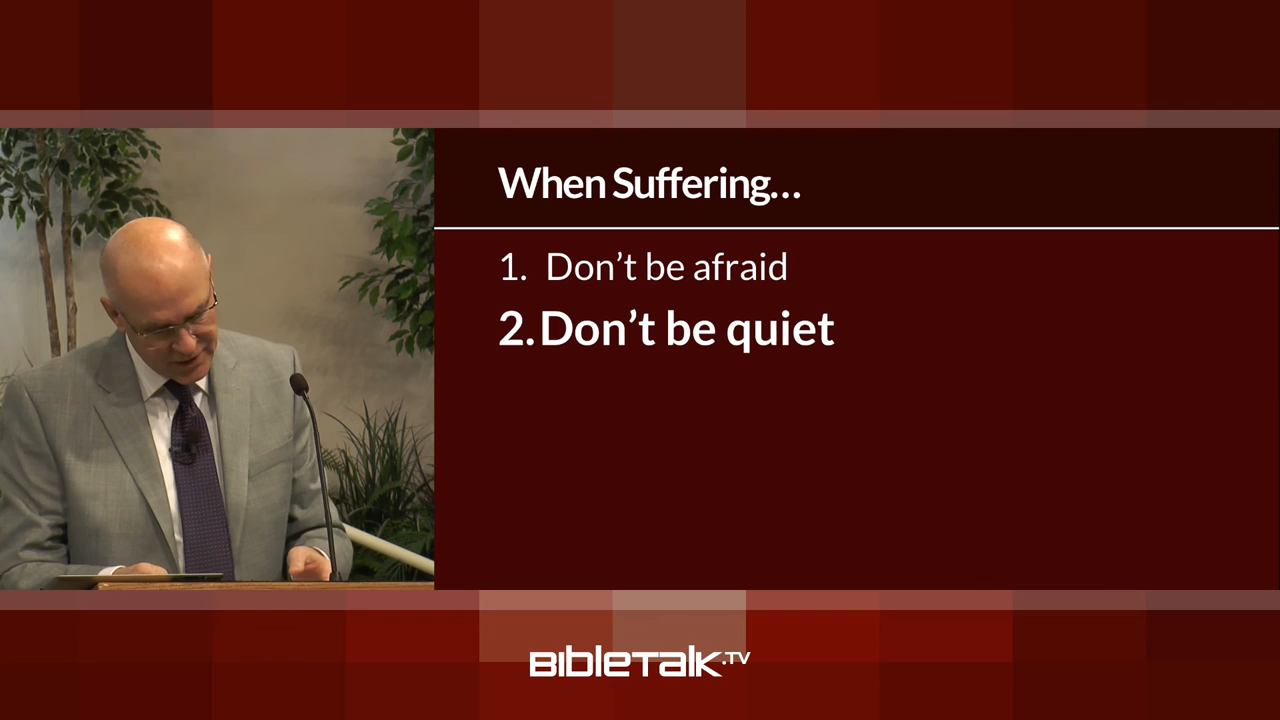 When Suffering...
1. Don't be afraid
2. Don't be quiet
BIBLETALK.TV